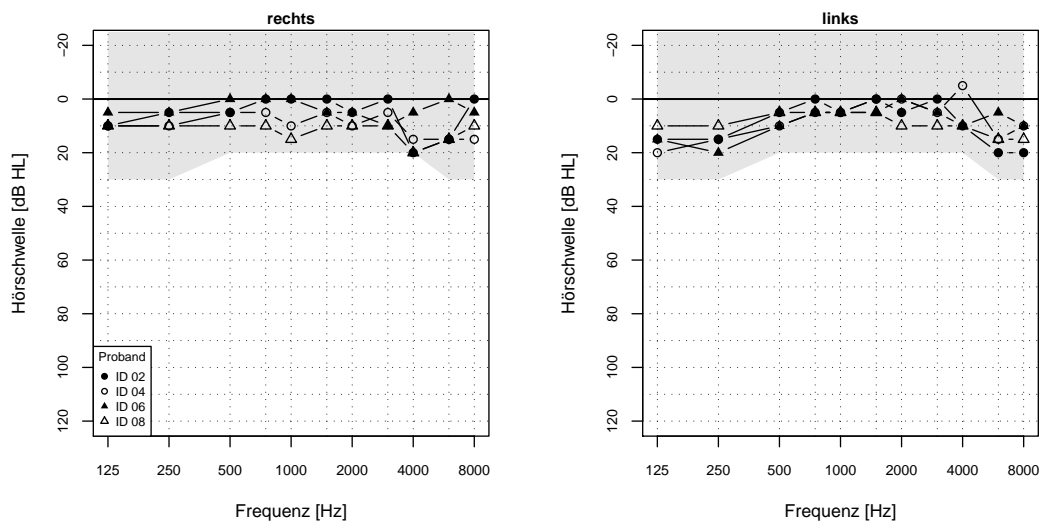 rechts
Hörschwelle [dB HL]
−20
0
20
40
60
80
100
120
Proband
ID 02
ID 04
ID 06
ID 08
125 250 500 1000 2000 4000 8000
Frequenz [Hz]
links
Hörschwelle [dB HL]
−20
0
20
40
60
80
100
120
125 250 500 1000 2000 4000 8000
Frequenz [Hz]